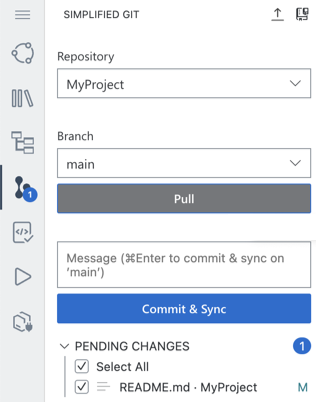 SIMPLIFIED GIT
Repository
MyProject
Branch
main
1
Pull
Message (⌘Enter to commit & sync on
‘main’)
Commit & Sync
PENDING CHANGES 1
Select All
README.md · MyProject M